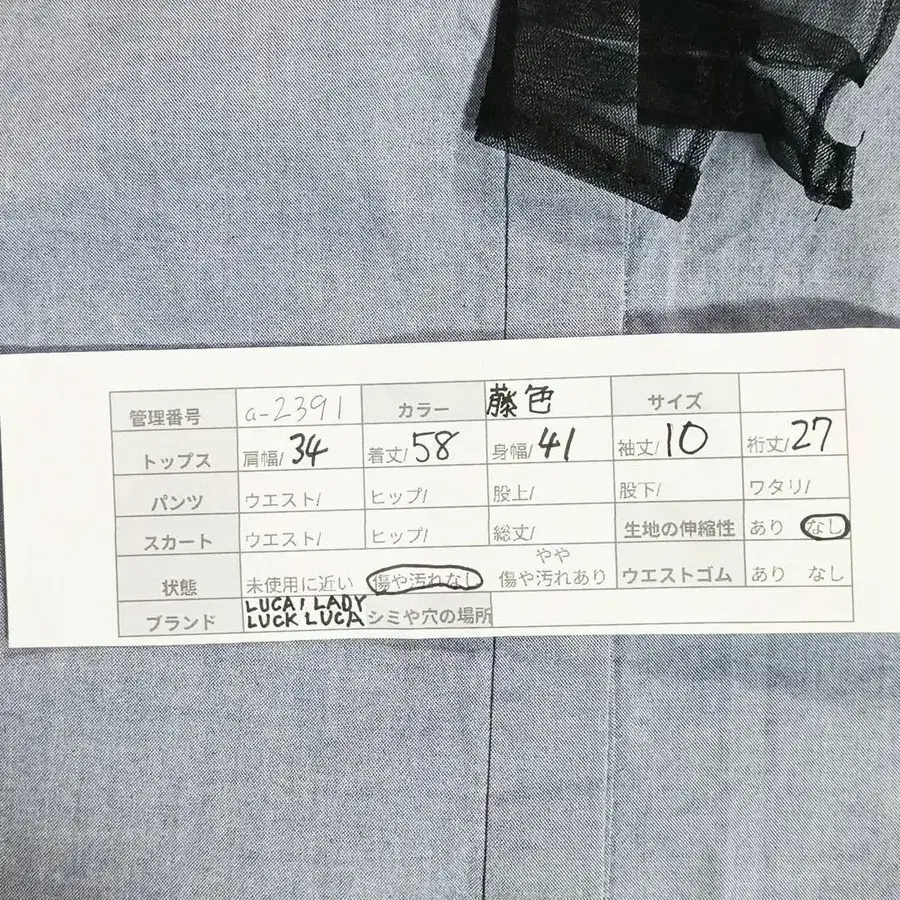 管理番号 a-2391 カラー 藤色 サイズ
トップス 肩幅/34 着丈/58 身幅/41 袖丈/10 裄丈/27
パンツ ウエスト/ ヒップ/ 股上/ 股下/ ワタリ/
スカート ウエスト/ ヒップ/ 総丈/ 生地の伸縮性 あり なし
状態 未使用に近い 傷や汚れなし やや傷や汚れあり ウエストゴム あり なし
ブランド LUCA/LADY LUCK LUCA シミや穴の場所